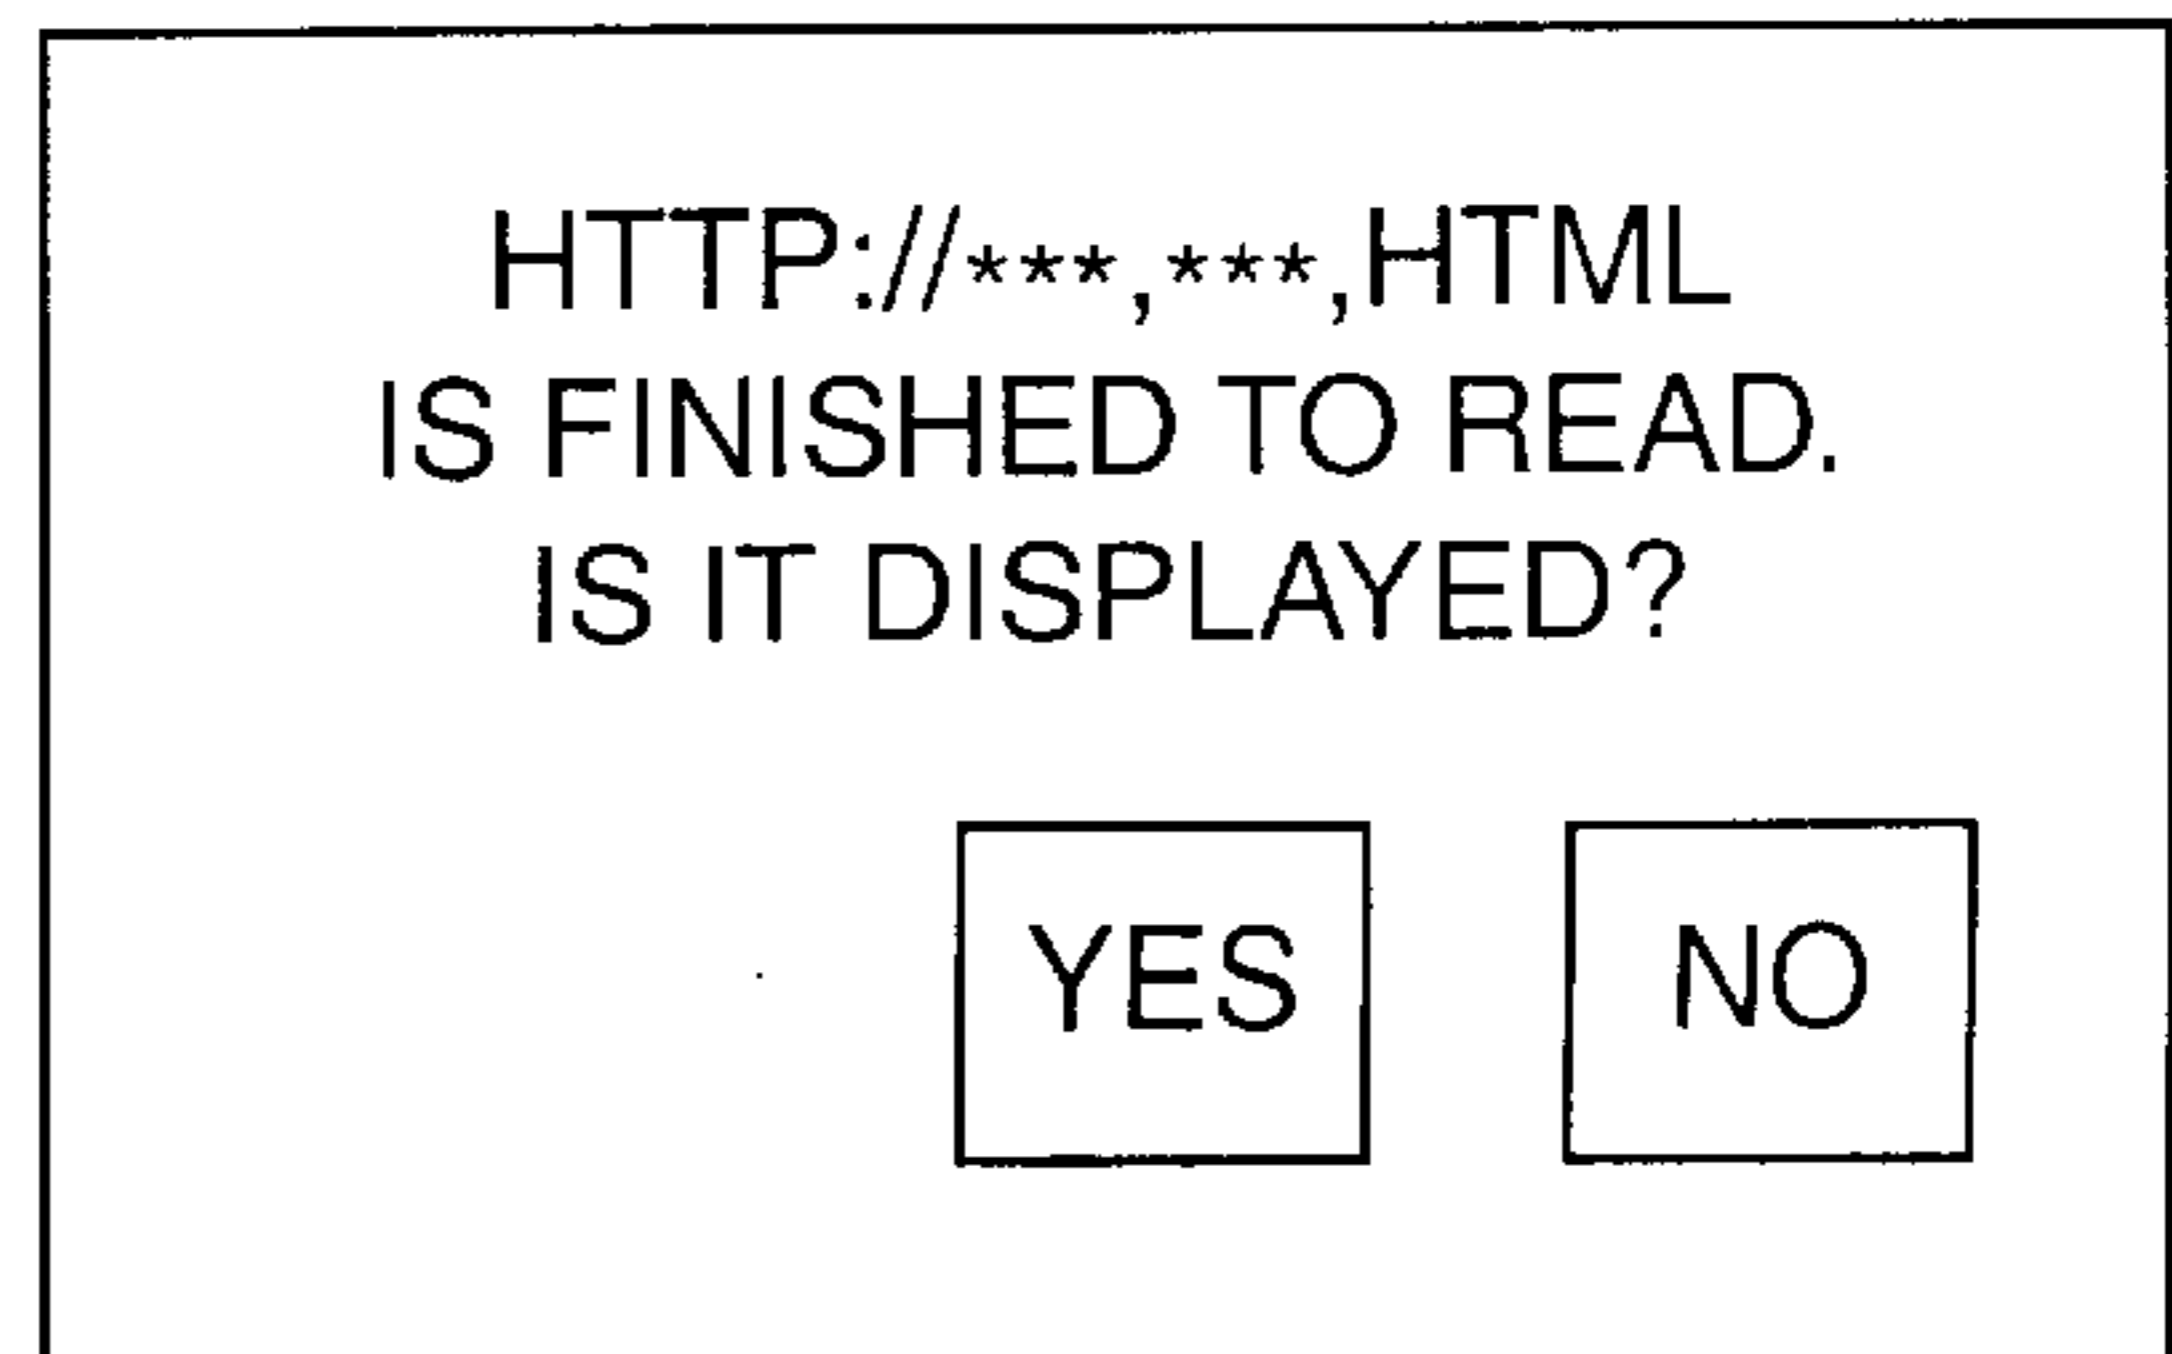 HTTP://***,***,HTML
IS FINISHED TO READ.
IS IT DISPLAYED?
YES NO